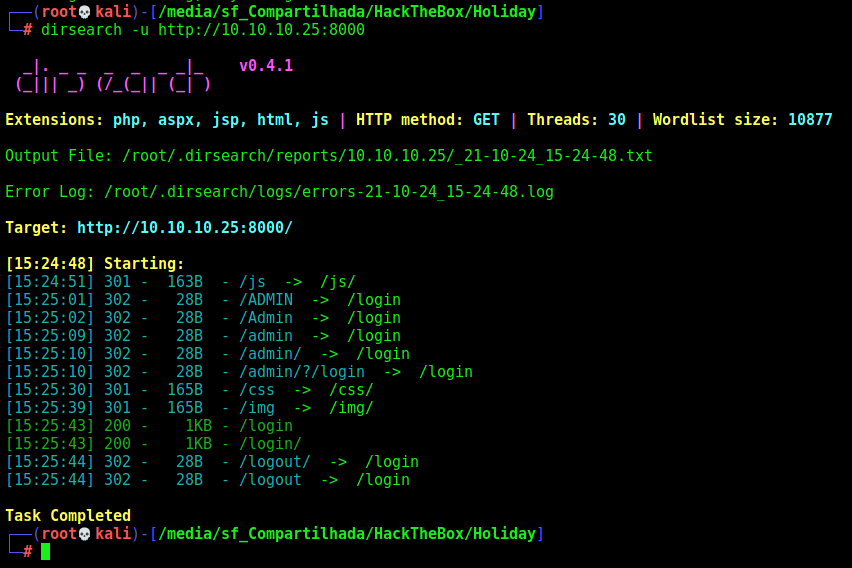 (root💀kali)-[/media/sf_Compartilhada/HackTheBox/Holiday]
# dirsearch -u http://10.10.10.25:8000
_|. _ _  _  _  _ _|_    v0.4.1
(_||| _) (/_(_|| (_| )
Extensions: php, aspx, jsp, html, js | HTTP method: GET | Threads: 30 | Wordlist size: 10877
Output File: /root/.dirsearch/reports/10.10.10.25/_21-10-24_15-24-48.txt
Error Log: /root/.dirsearch/logs/errors-21-10-24_15-24-48.log
Target: http://10.10.10.25:8000/
[15:24:48] Starting:
[15:24:51] 301 -  163B  - /js  ->  /js/
[15:25:01] 302 -   28B  - /ADMIN  ->  /login
[15:25:02] 302 -   28B  - /Admin  ->  /login
[15:25:09] 302 -   28B  - /admin  ->  /login
[15:25:10] 302 -   28B  - /admin/  ->  /login
[15:25:10] 302 -   28B  - /admin/?/login  ->  /login
[15:25:30] 301 -  165B  - /css  ->  /css/
[15:25:39] 301 -  165B  - /img  ->  /img/
[15:25:43] 200 -    1KB - /login
[15:25:43] 200 -    1KB - /login/
[15:25:44] 302 -   28B  - /logout/  ->  /login
[15:25:44] 302 -   28B  - /logout  ->  /login
Task Completed
(root💀kali)-[/media/sf_Compartilhada/HackTheBox/Holiday]
#